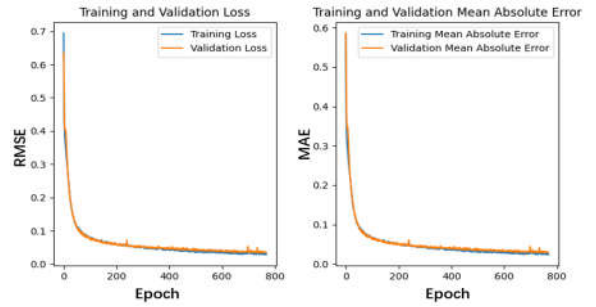 Training and Validation Loss
Training Loss
Validation Loss
RMSE
0.7
0.6
0.5
0.4
0.3
0.2
0.1
0.0
0
200
400
600
800
Epoch
Training and Validation Mean Absolute Error
Training Mean Absolute Error
Validation Mean Absolute Error
MAE
0.6
0.5
0.4
0.3
0.2
0.1
0.0
0
200
400
600
800
Epoch